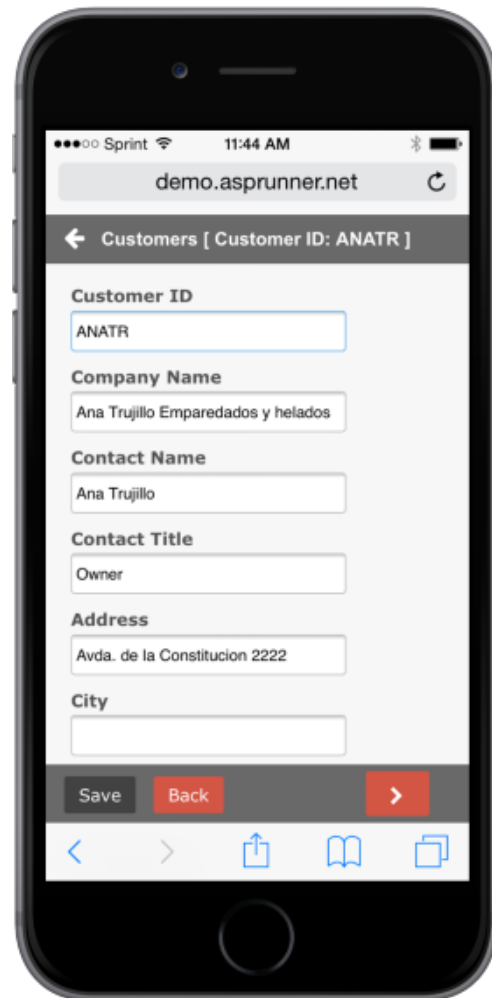 Sprint 11:44 AM
demo.asprunner.net
Customers [ Customer ID: ANATR ]
Customer ID
ANATR
Company Name
Ana Trujillo Emparedados y helados
Contact Name
Ana Trujillo
Contact Title
Owner
Address
Avda. de la Constitucion 2222
City
Save Back